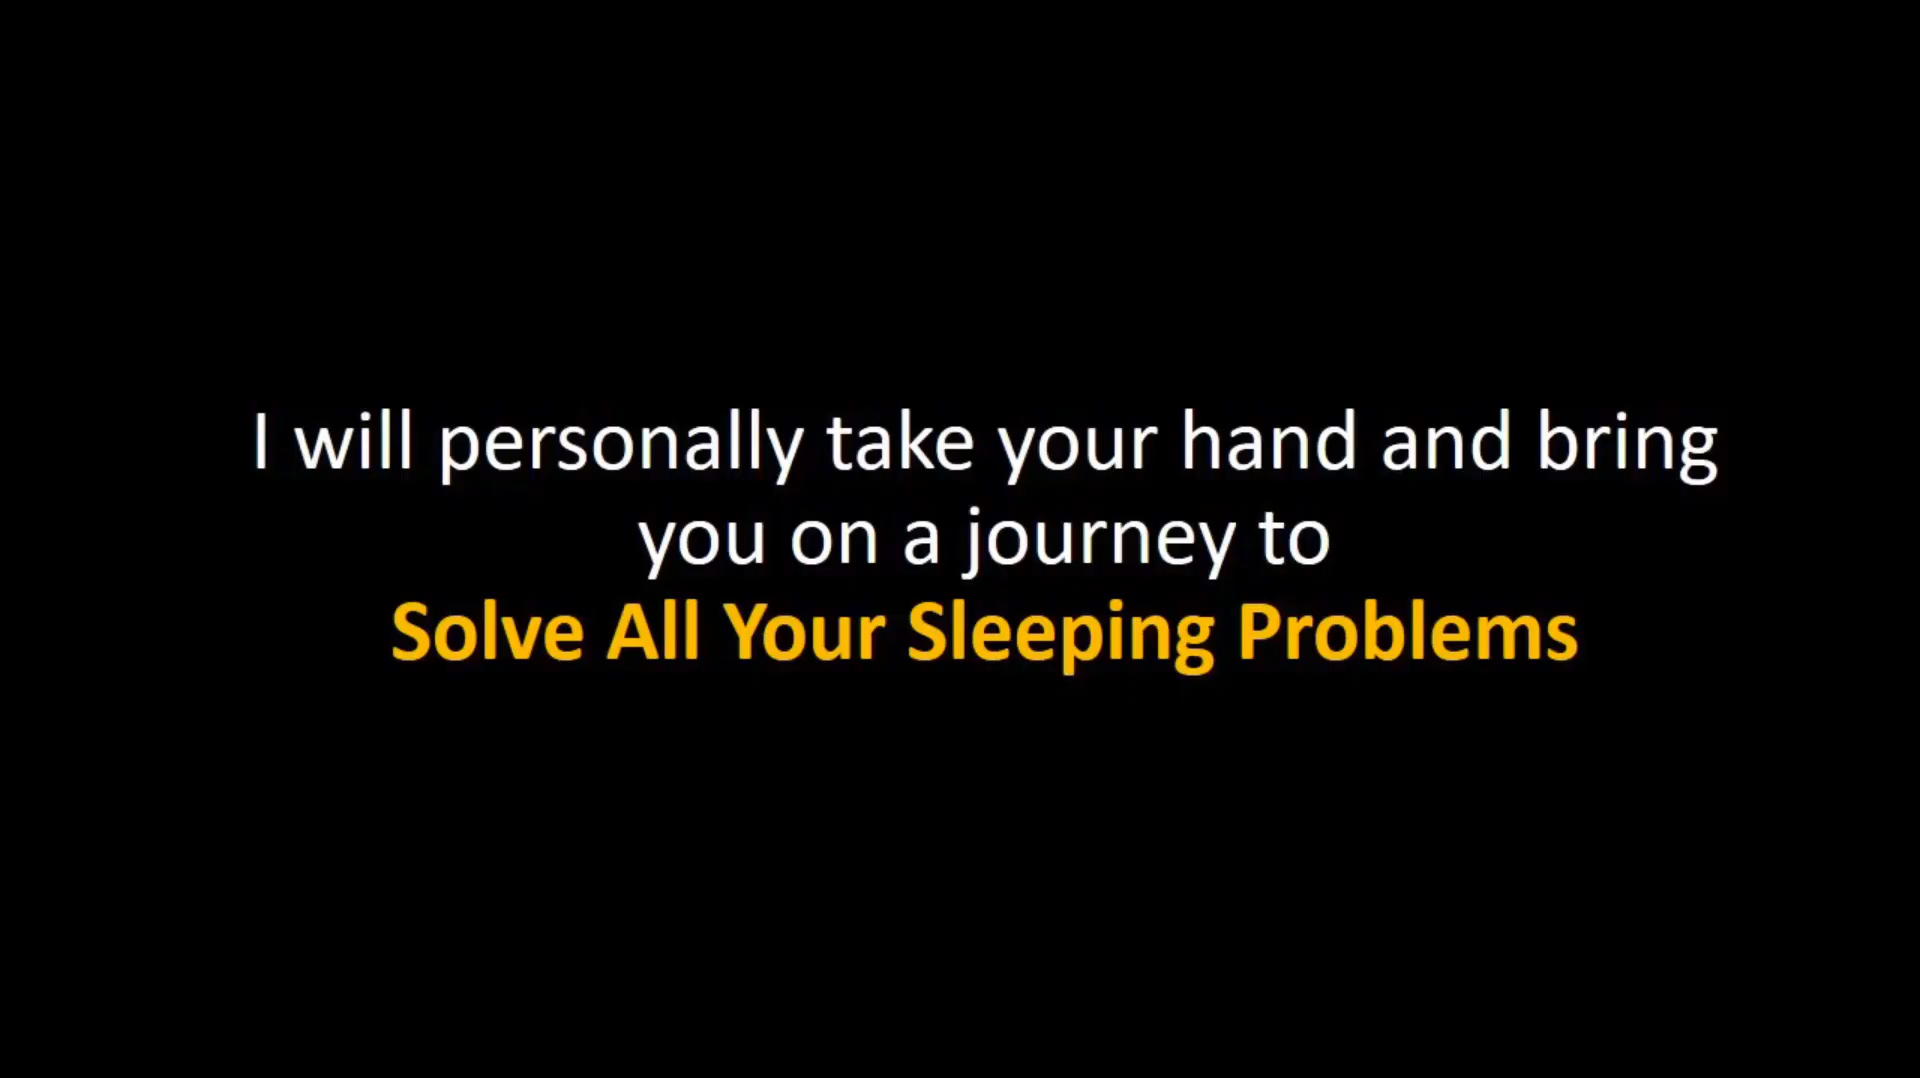 I will personally take your hand and bring
you on a journey to
Solve All Your Sleeping Problems